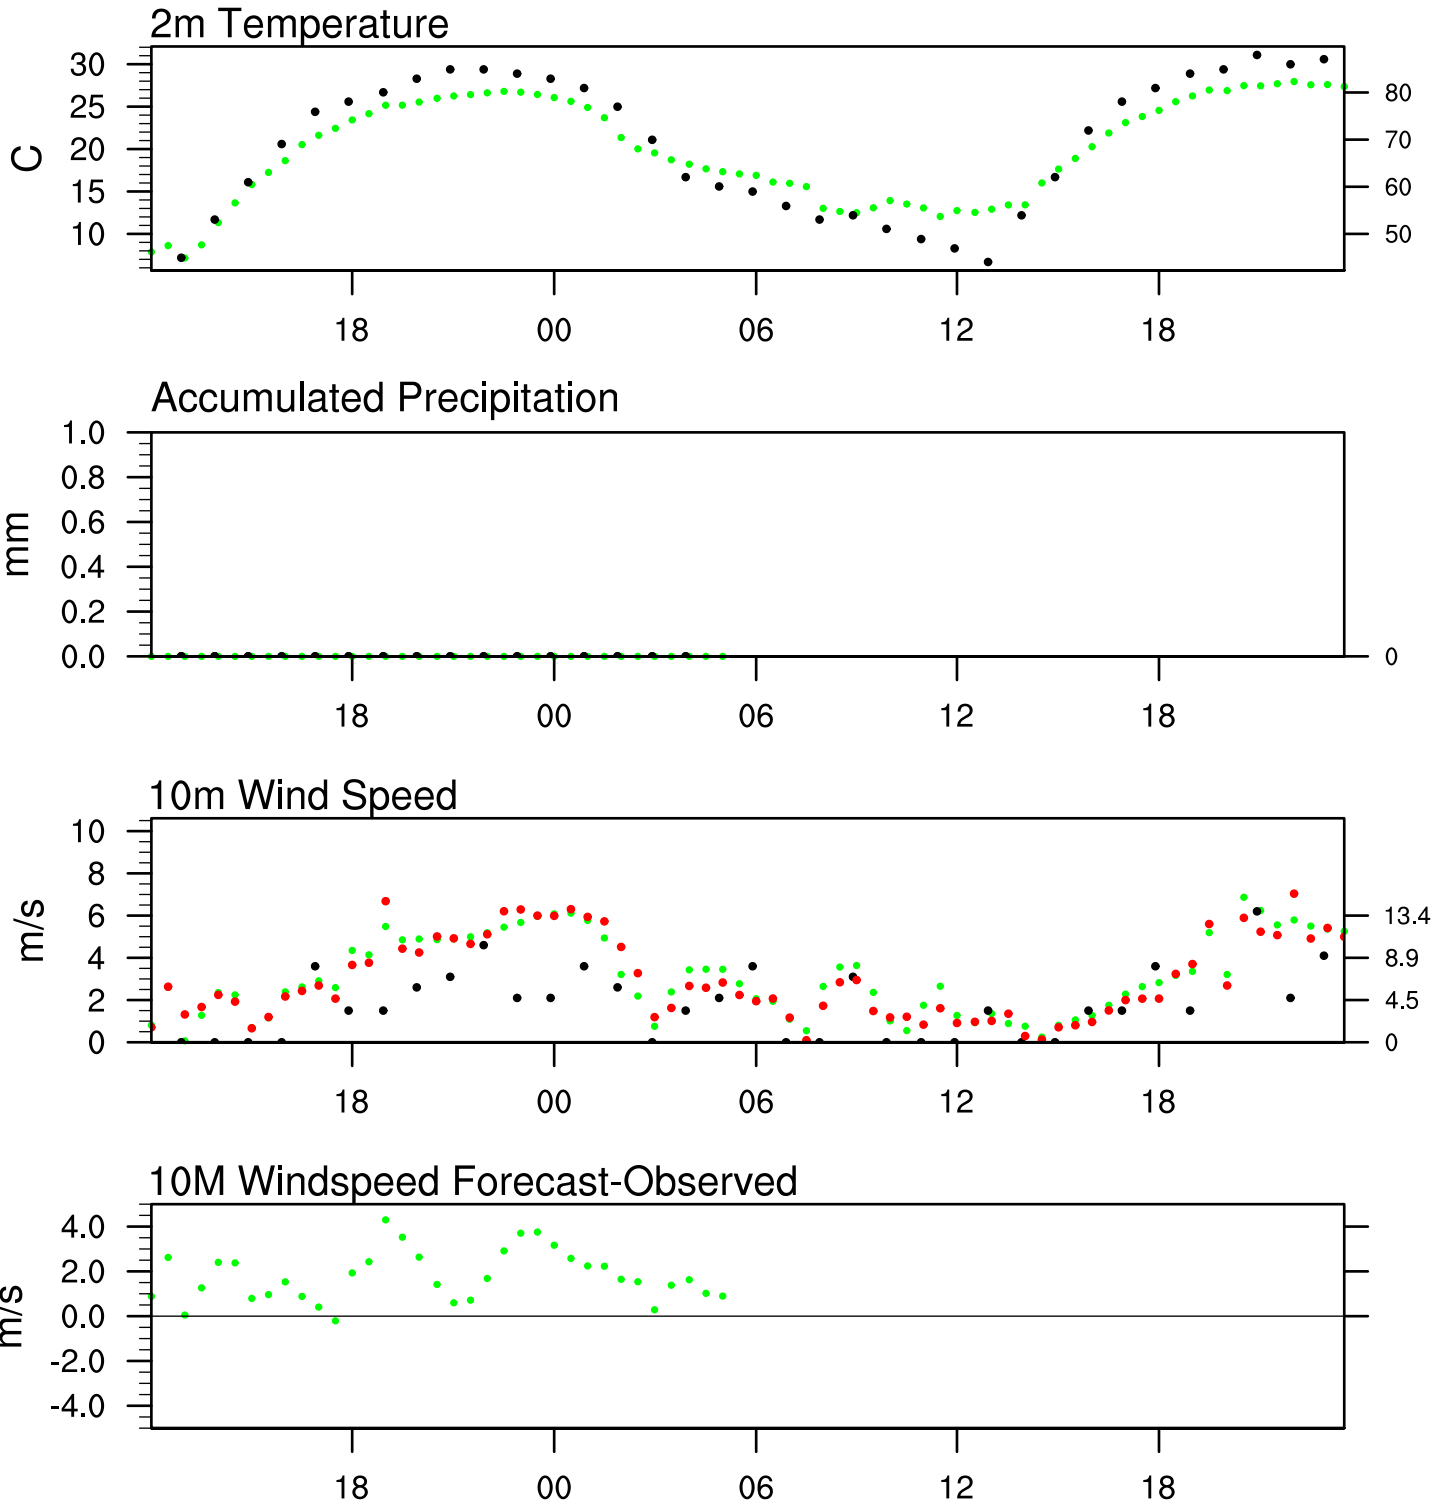 2m Temperature
30
25
20
15
10
C
80
70
60
50
18 00 06 12 18
Accumulated Precipitation
1.0
0.8
0.6
0.4
0.2
0.0
mm
0
18 00 06 12 18
10m Wind Speed
10
8
6
4
2
0
m/s
13.4
8.9
4.5
0
18 00 06 12 18
10M Windspeed Forecast-Observed
4.0
2.0
0.0
-2.0
-4.0
m/s
18 00 06 12 18